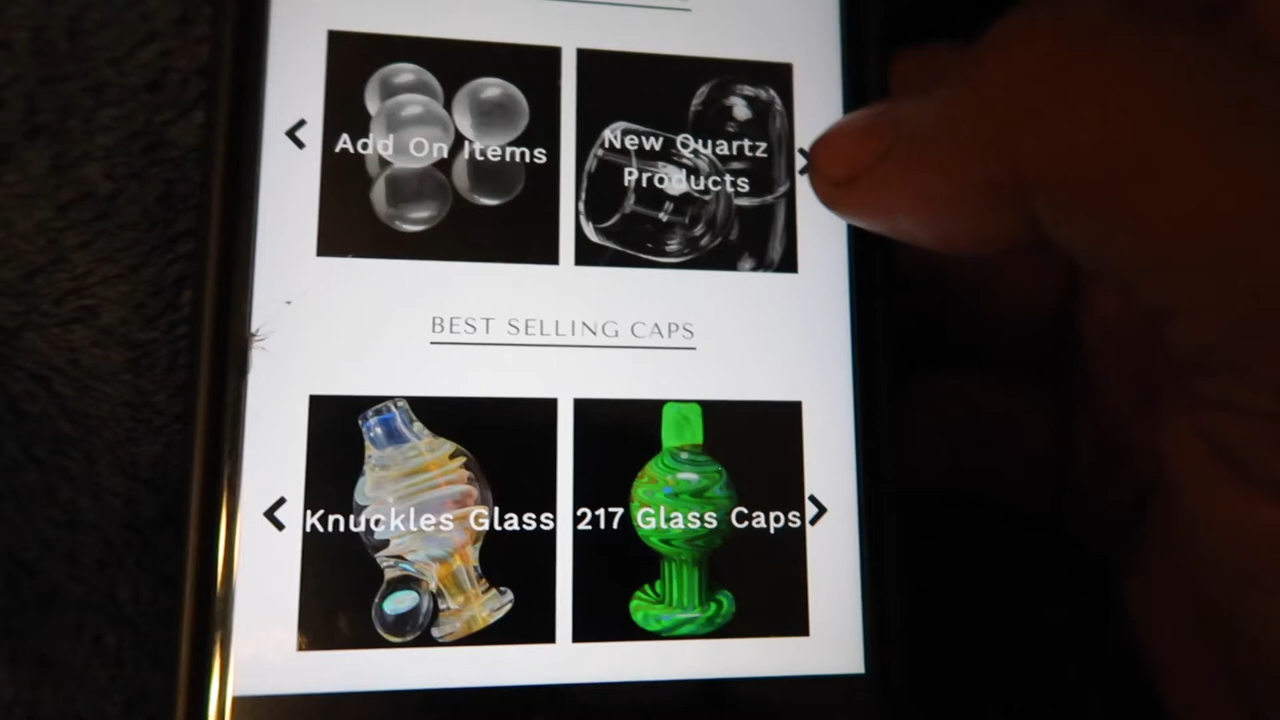 Add On Items
New Quartz
Products
BEST SELLING CAPS
Knuckles Glass
217 Glass Caps